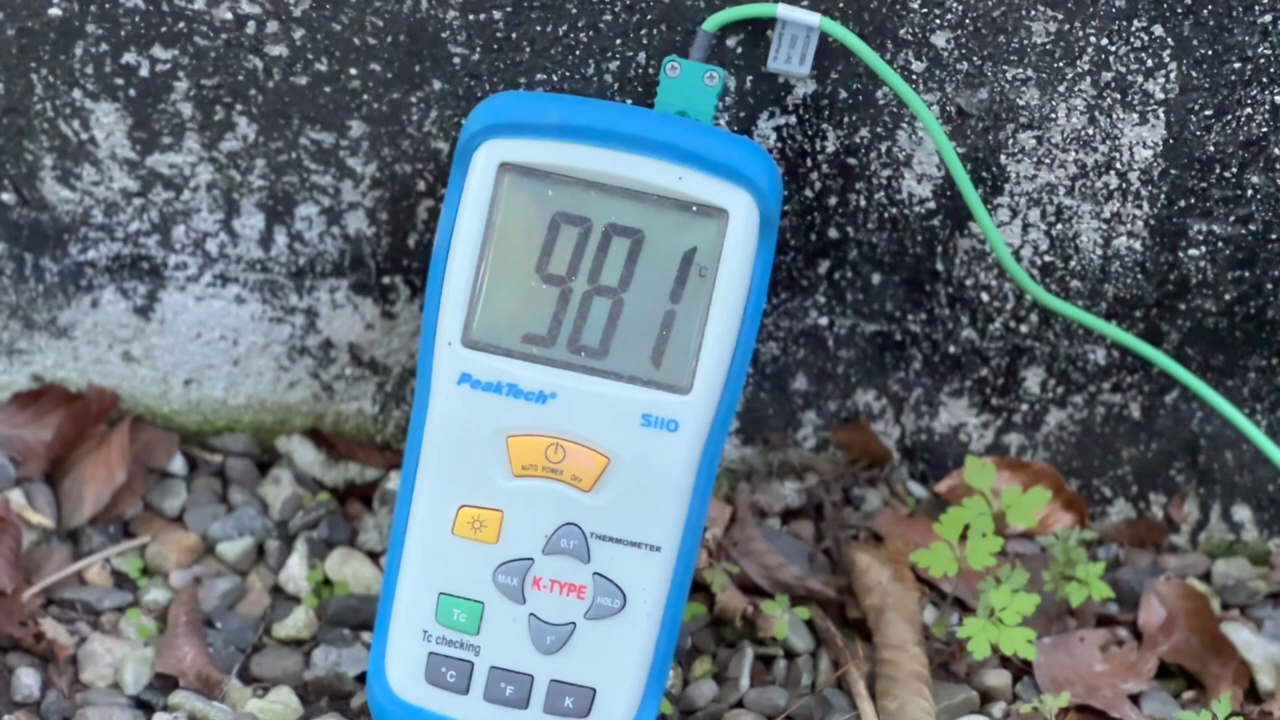 981 °C
PeakTech®
5110
AUTO POWER OFF
THERMOMETER
0.1°
MAX
K-TYPE
HOLD
1°
Tc
Tc checking
°C
°F
K